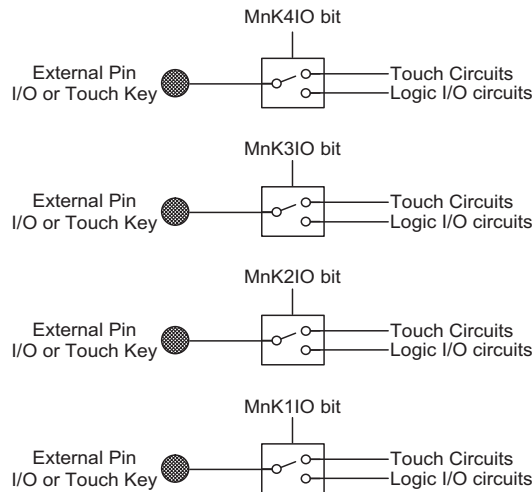 MnK4IO bit
External Pin
I/O or Touch Key
Touch Circuits
Logic I/O circuits
MnK3IO bit
External Pin
I/O or Touch Key
Touch Circuits
Logic I/O circuits
MnK2IO bit
External Pin
I/O or Touch Key
Touch Circuits
Logic I/O circuits
MnK1IO bit
External Pin
I/O or Touch Key
Touch Circuits
Logic I/O circuits